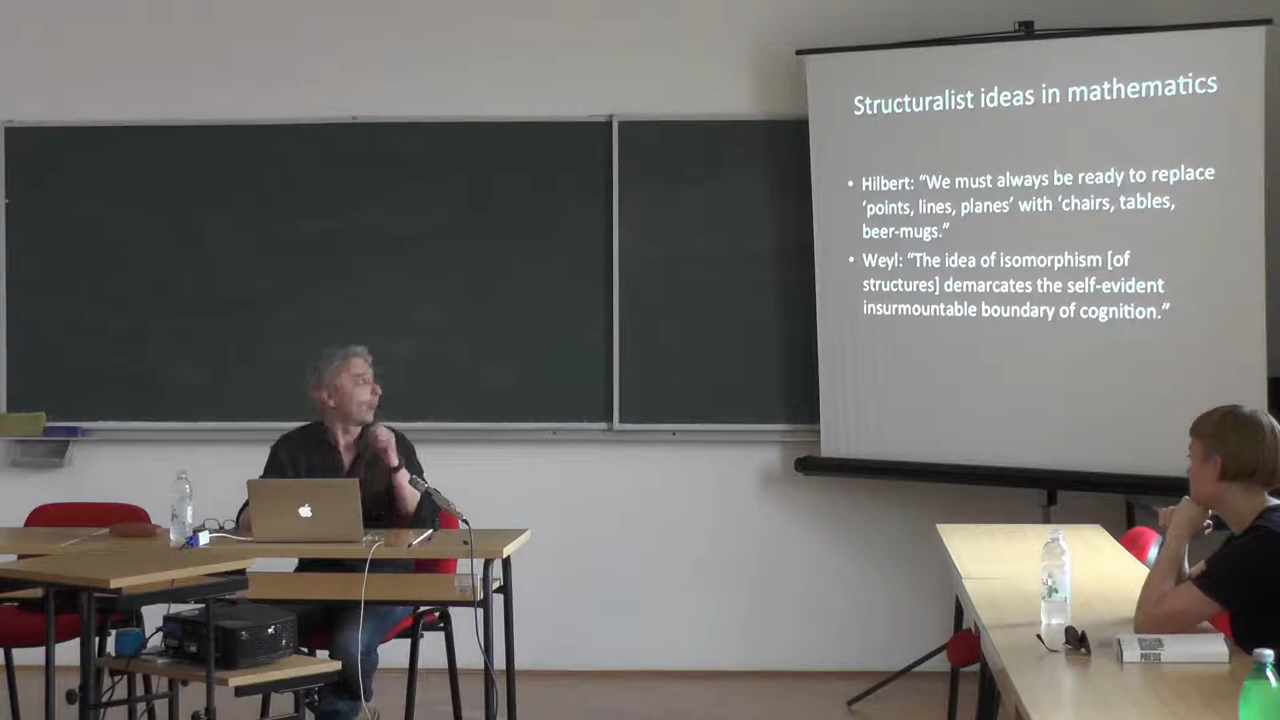 Structuralist ideas in mathematics
• Hilbert: “We must always be ready to replace
‘points, lines, planes’ with ‘chairs, tables,
beer-mugs.”
• Weyl: “The idea of isomorphism [of
structures] demarcates the self-evident
insurmountable boundary of cognition.”